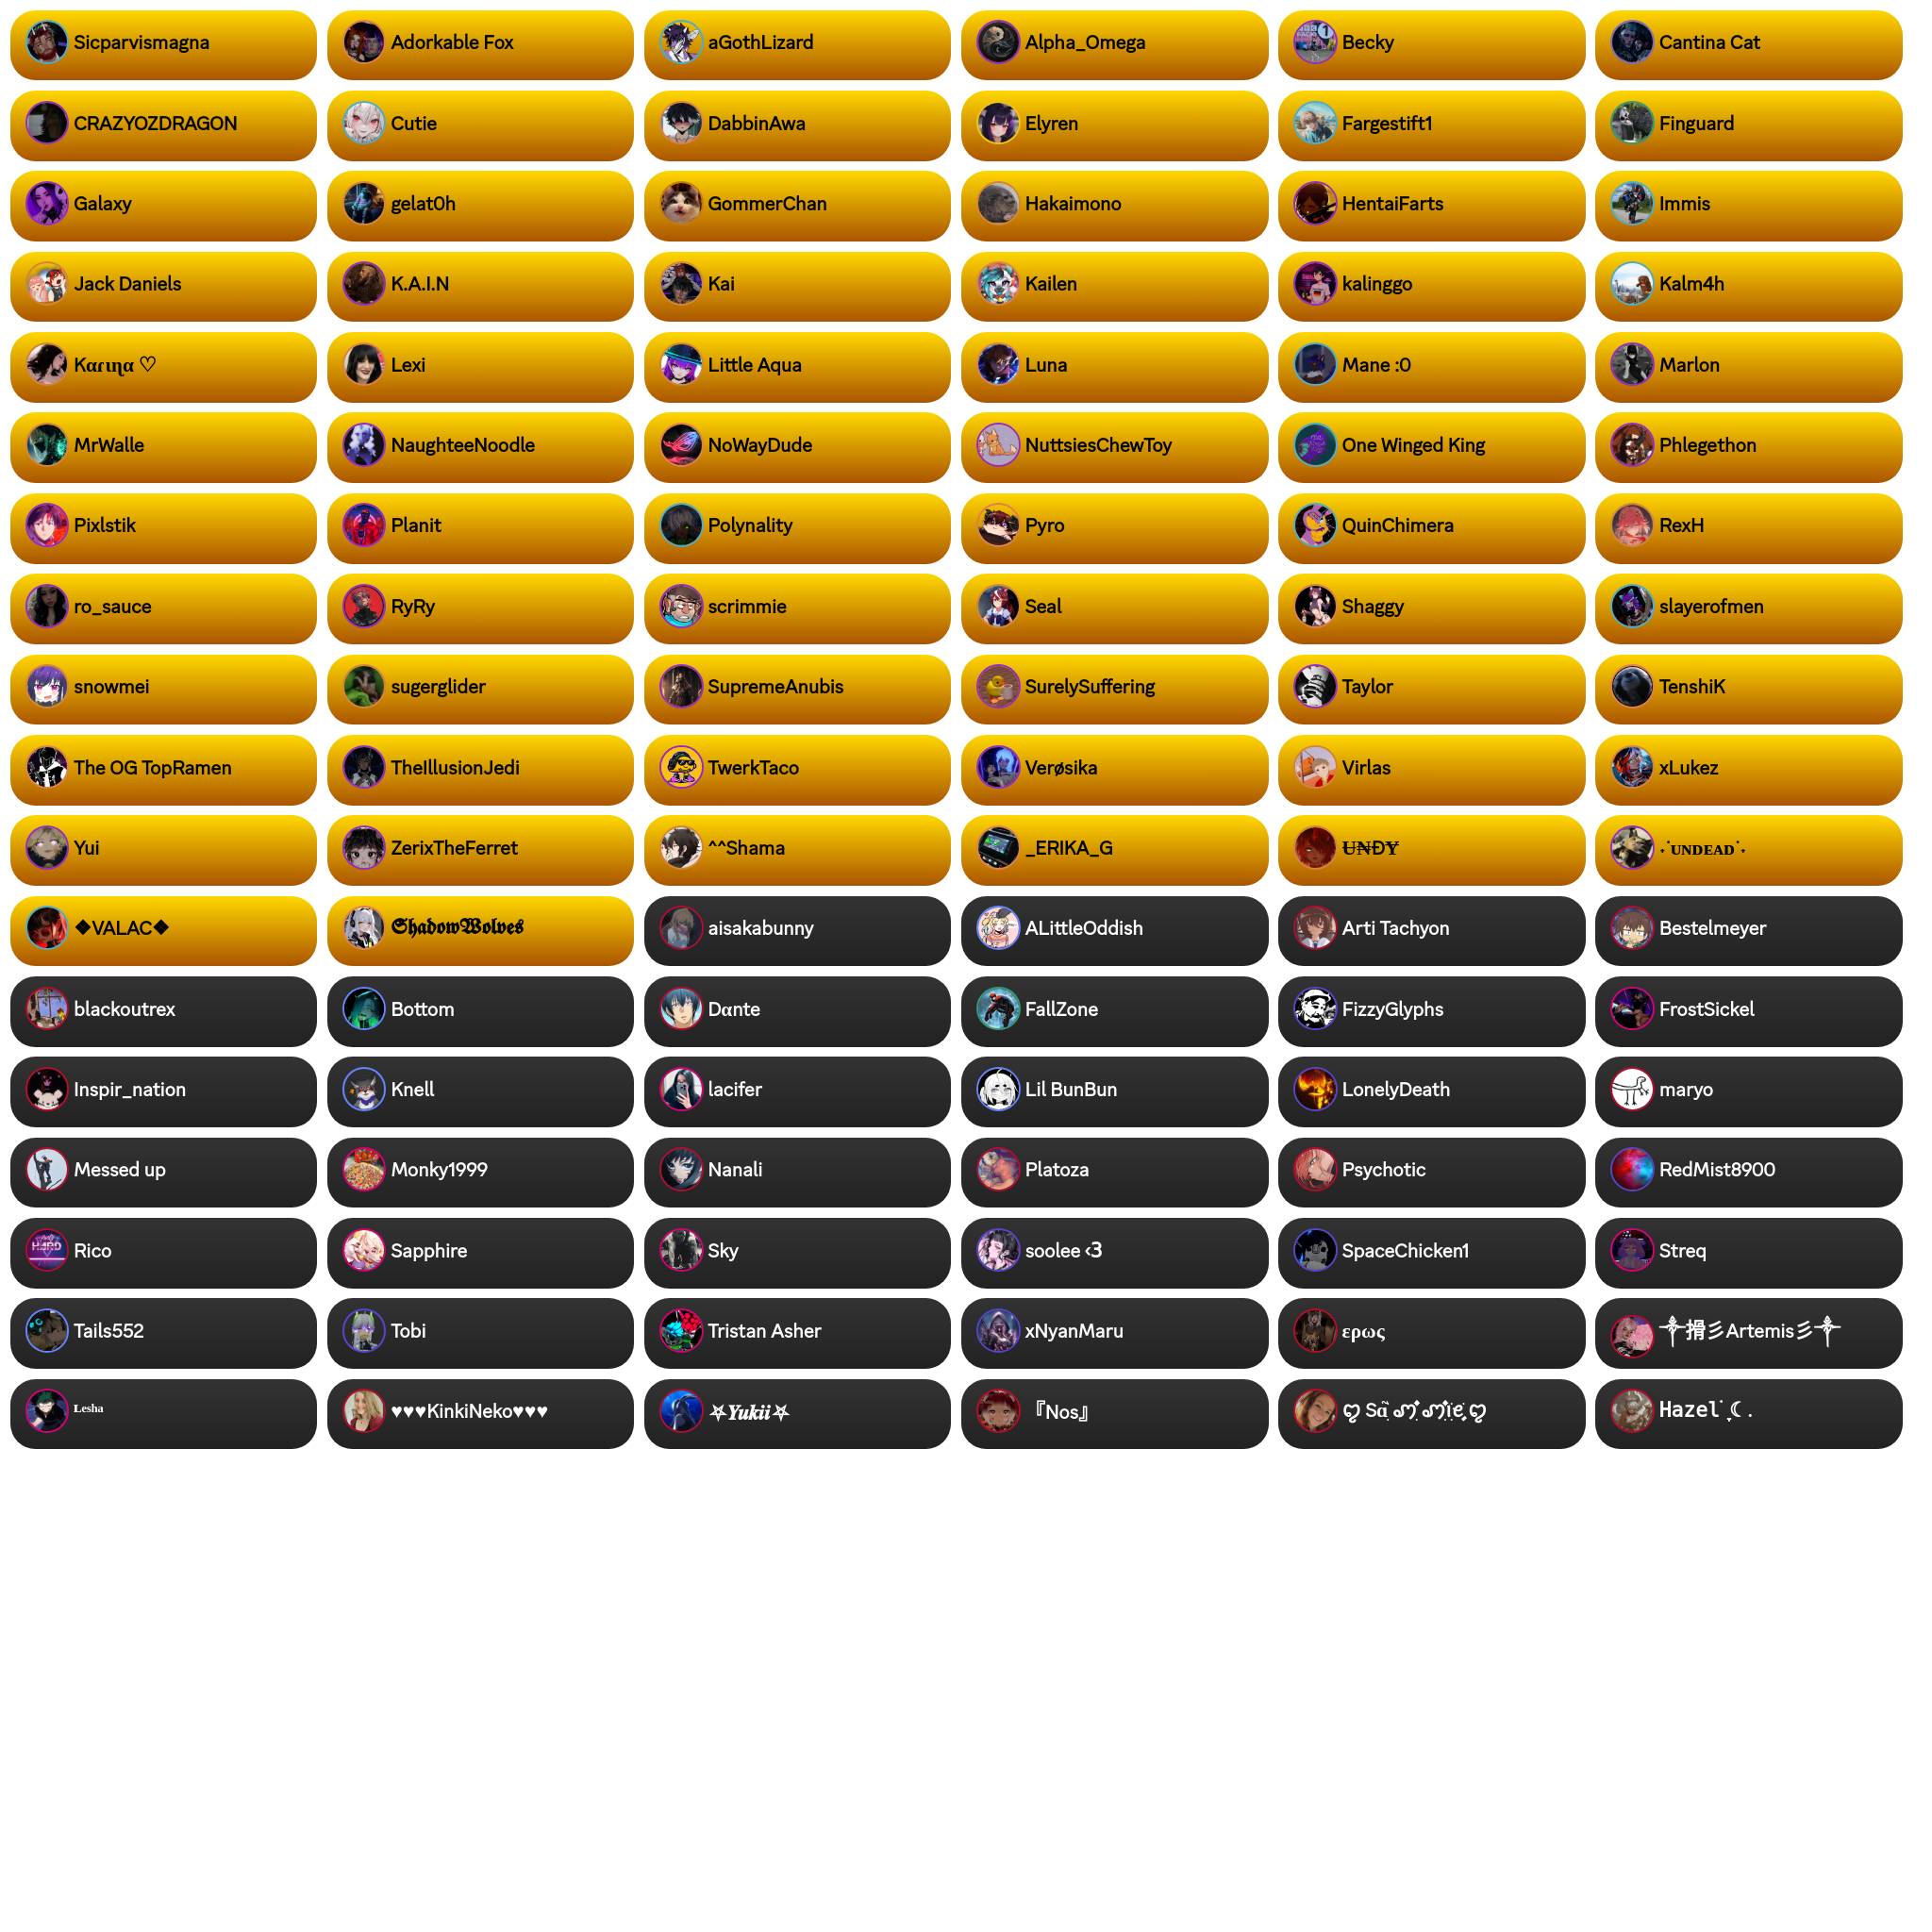 Sicparvismagna
Adorkable Fox
aGothLizard
Alpha_Omega
Becky
Cantina Cat
CRAZYOZDRAGON
Cutie
DabbinAwa
Elyren
Fargestift1
Finguard
Galaxy
gelat0h
GommerChan
Hakaimono
HentaiFarts
Immis
Jack Daniels
K.A.I.N
Kai
Kailen
kalinggo
Kalm4h
Kαɾιɳα ♡
Lexi
Little Aqua
Luna
Mane :0
Marlon
MrWalle
NaughteeNoodle
NoWayDude
NuttsiesChewToy
One Winged King
Phlegethon
Pixlstik
Planit
Polynality
Pyro
QuinChimera
RexH
ro_sauce
RyRy
scrimmie
Seal
Shaggy
slayerofmen
snowmei
sugerglider
SupremeAnubis
SurelySuffering
Taylor
TenshiK
The OG TopRamen
TheIllusionJedi
TwerkTaco
Verøsika
Virlas
xLukez
Yui
ZerixTheFerret
^^Shama
_ERIKA_G
U̶N̶ĐɎ
˖˙ᴜɴᴅᴇᴀᴅ˙˖
❖VALAC❖
𝕾𝖍𝖆𝖉𝖔𝖜𝖂𝖔𝖑𝖛𝖊𝖘
aisakabunny
ALittleOddish
Arti Tachyon
Bestelmeyer
blackoutrex
Bottom
Dαnte
FallZone
FizzyGlyphs
FrostSickel
Inspir_nation
Knell
lacifer
Lil BunBun
LonelyDeath
maryo
Messed up
Monky1999
Nanali
Platoza
Psychotic
RedMist8900
Rico
Sapphire
Sky
soolee <3
SpaceChicken1
Streq
Tails552
Tobi
Tristan Asher
xNyanMaru
ερως
༒搰彡Artemis彡༒
ᴸᵉˢʰᵃ
♥♥♥KinkiNeko♥♥♥
⛧𝒀𝒖𝒌𝒊𝒊⛧
『Nos』
𝙷𝚊𝚣𝚎𝚕 ☾.